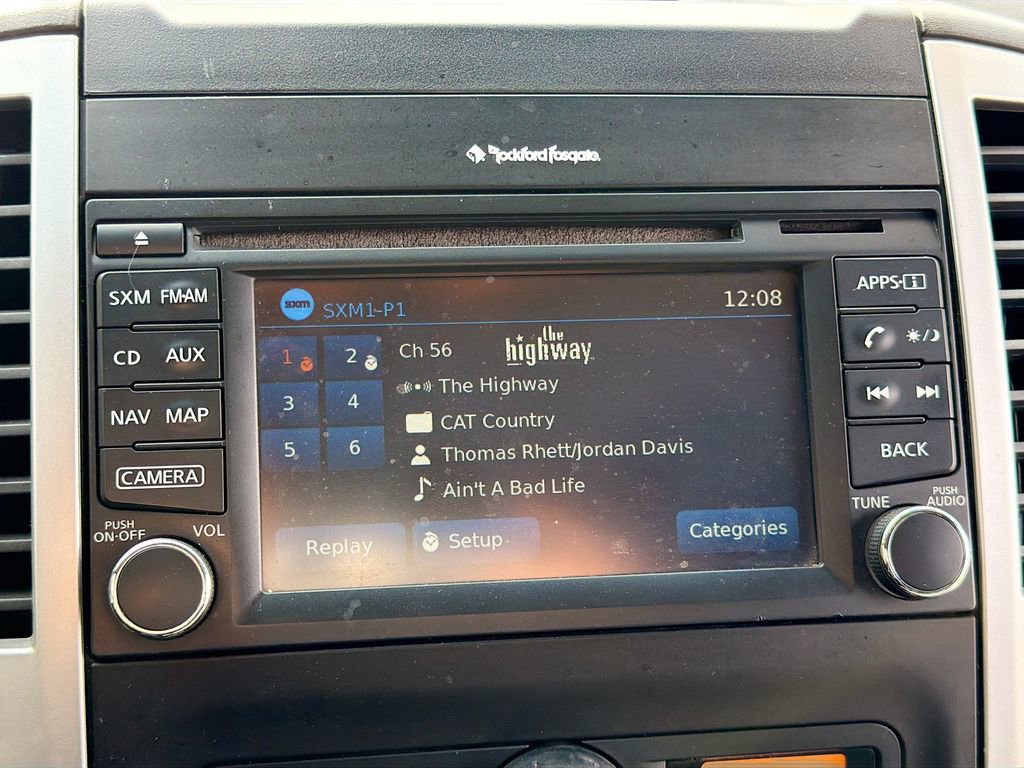 Rockford Fosgate
SXM FM·AM
CD AUX
NAV MAP
CAMERA
PUSH
ON·OFF
VOL
sxm SXM1-P1 12:08
1 2
3 4
5 6
Ch 56 the highway
The Highway
CAT Country
Thomas Rhett/Jordan Davis
Ain't A Bad Life
Replay Setup Categories
APPS·i
BACK
TUNE
PUSH
AUDIO